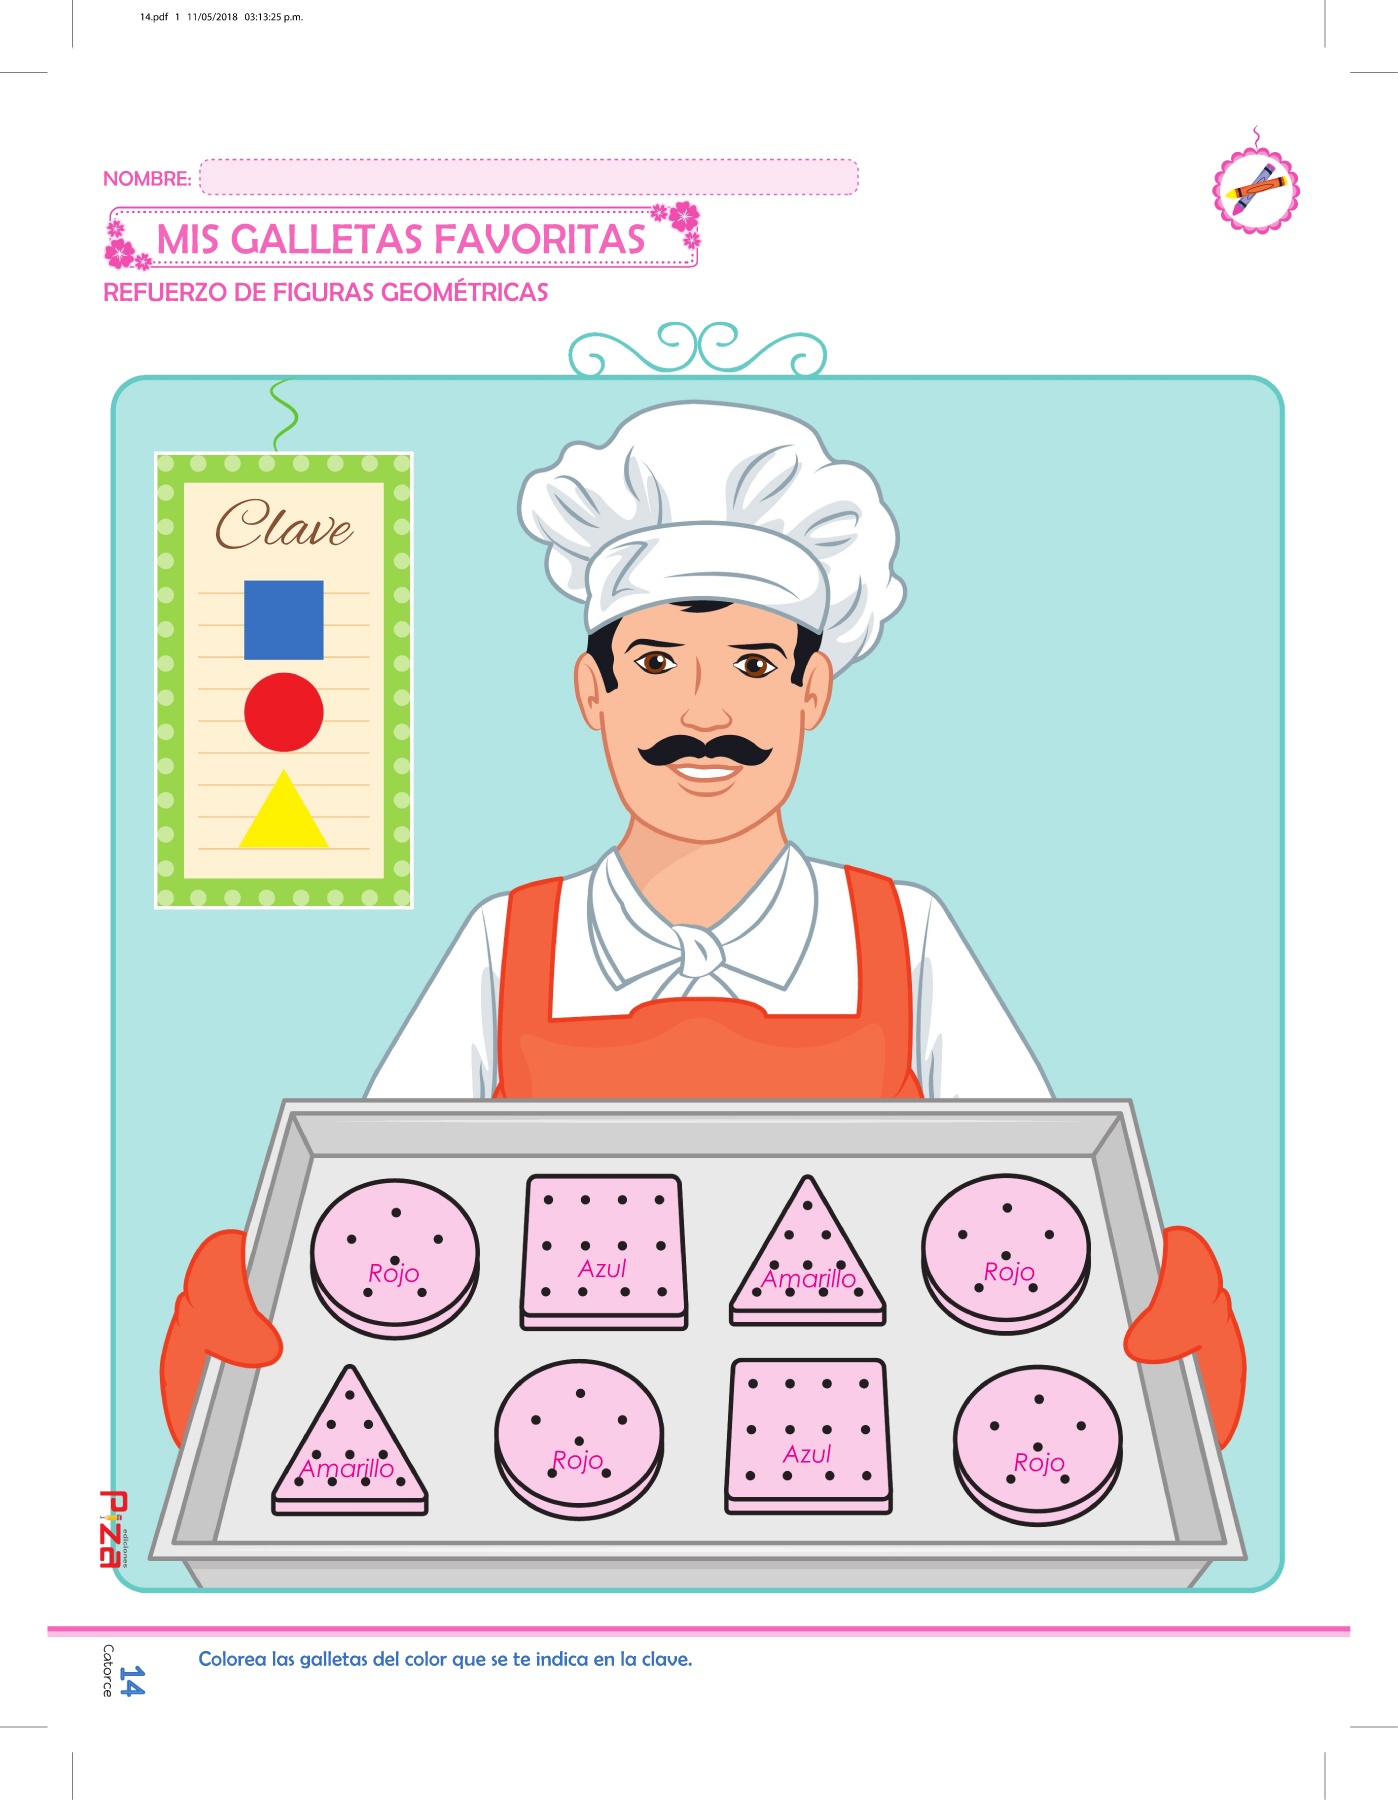 14.pdf 1 11/05/2018 03:13:25 p.m.
NOMBRE:
MIS GALLETAS FAVORITAS
REFUERZO DE FIGURAS GEOMÉTRICAS
Clave
Rojo
Azul
Amarillo
Rojo
Amarillo
Rojo
Azul
Rojo
Piza
ediciones
14
Catorce
Colorea las galletas del color que se te indica en la clave.